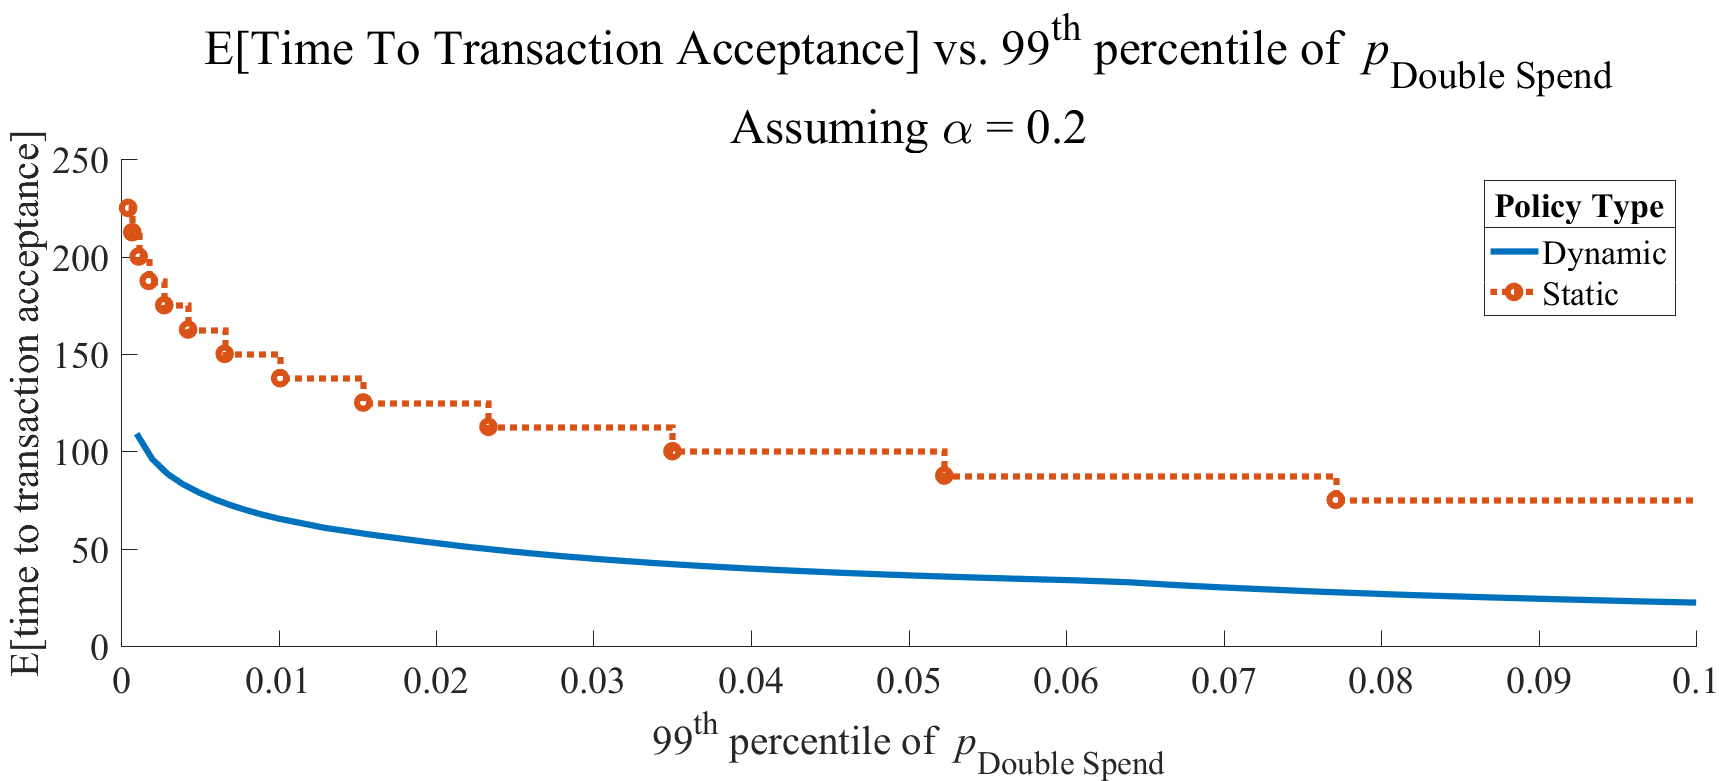 E[Time To Transaction Acceptance] vs. 99th percentile of p Double Spend
Assuming α = 0.2
E[time to transaction acceptance]
250
200
150
100
50
0
Policy Type
Dynamic
Static
0 0.01 0.02 0.03 0.04 0.05 0.06 0.07 0.08 0.09 0.1
99th percentile of p Double Spend